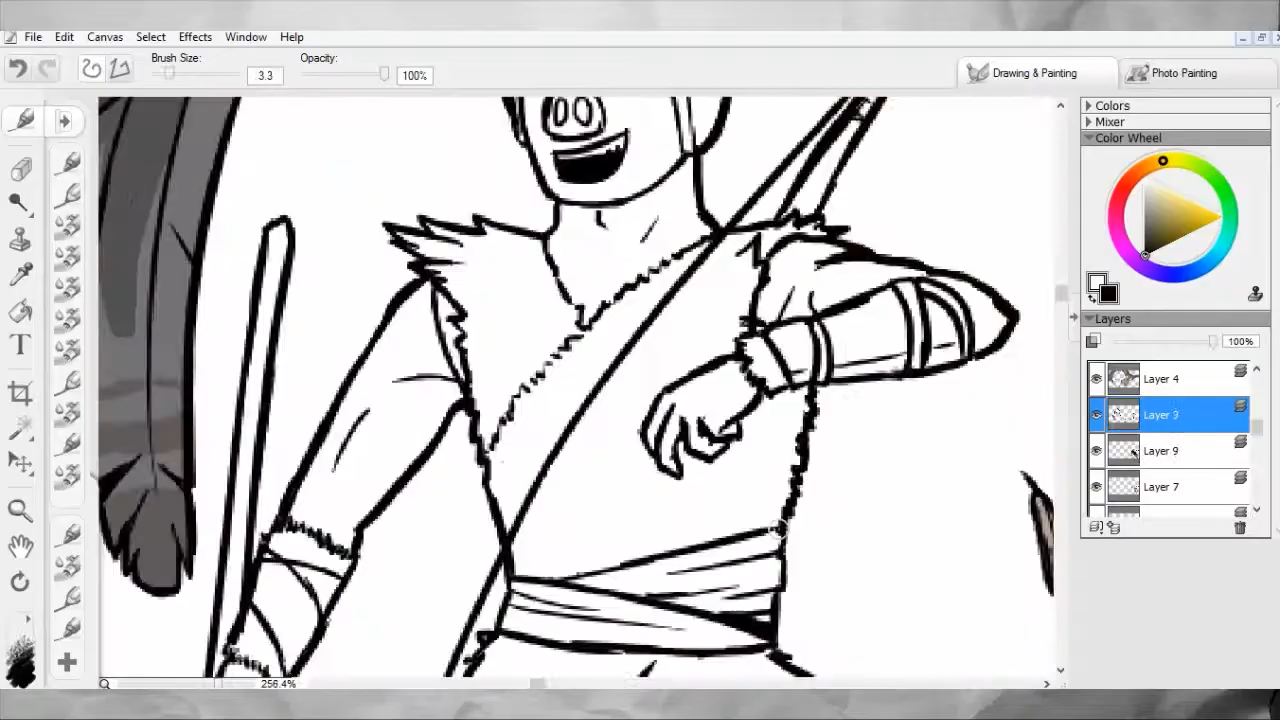 File Edit Canvas Select Effects Window Help
Brush Size: 3.3 Opacity: 100% Drawing & Painting Photo Painting
Colors
Mixer
Color Wheel
Layers
100%
Layer 4
Layer 3
Layer 9
Layer 7
T
256.4%